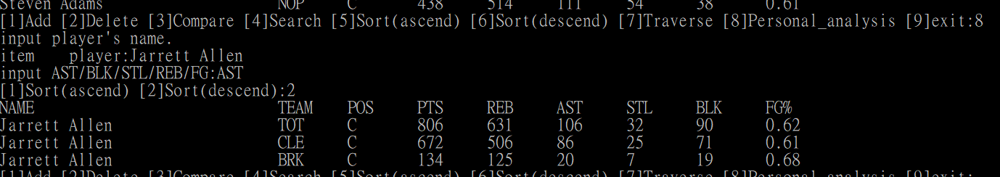 Steven Adams NOP C 438 514 111 54 38 0.61
[1]Add [2]Delete [3]Compare [4]Search [5]Sort(ascend) [6]Sort(descend) [7]Traverse [8]Personal_analysis [9]exit:8
input player's name.
item player:Jarrett Allen
input AST/BLK/STL/REB/FG:AST
[1]Sort(ascend) [2]Sort(descend):2
NAME TEAM POS PTS REB AST STL BLK FG%
Jarrett Allen TOT C 806 631 106 32 90 0.62
Jarrett Allen CLE C 672 506 86 25 71 0.61
Jarrett Allen BRK C 134 125 20 7 19 0.68
[1]Add [2]Delete [3]Compare [4]Search [5]Sort(ascend) [6]Sort(descend) [7]Traverse [8]Personal_analysis [9]exit: